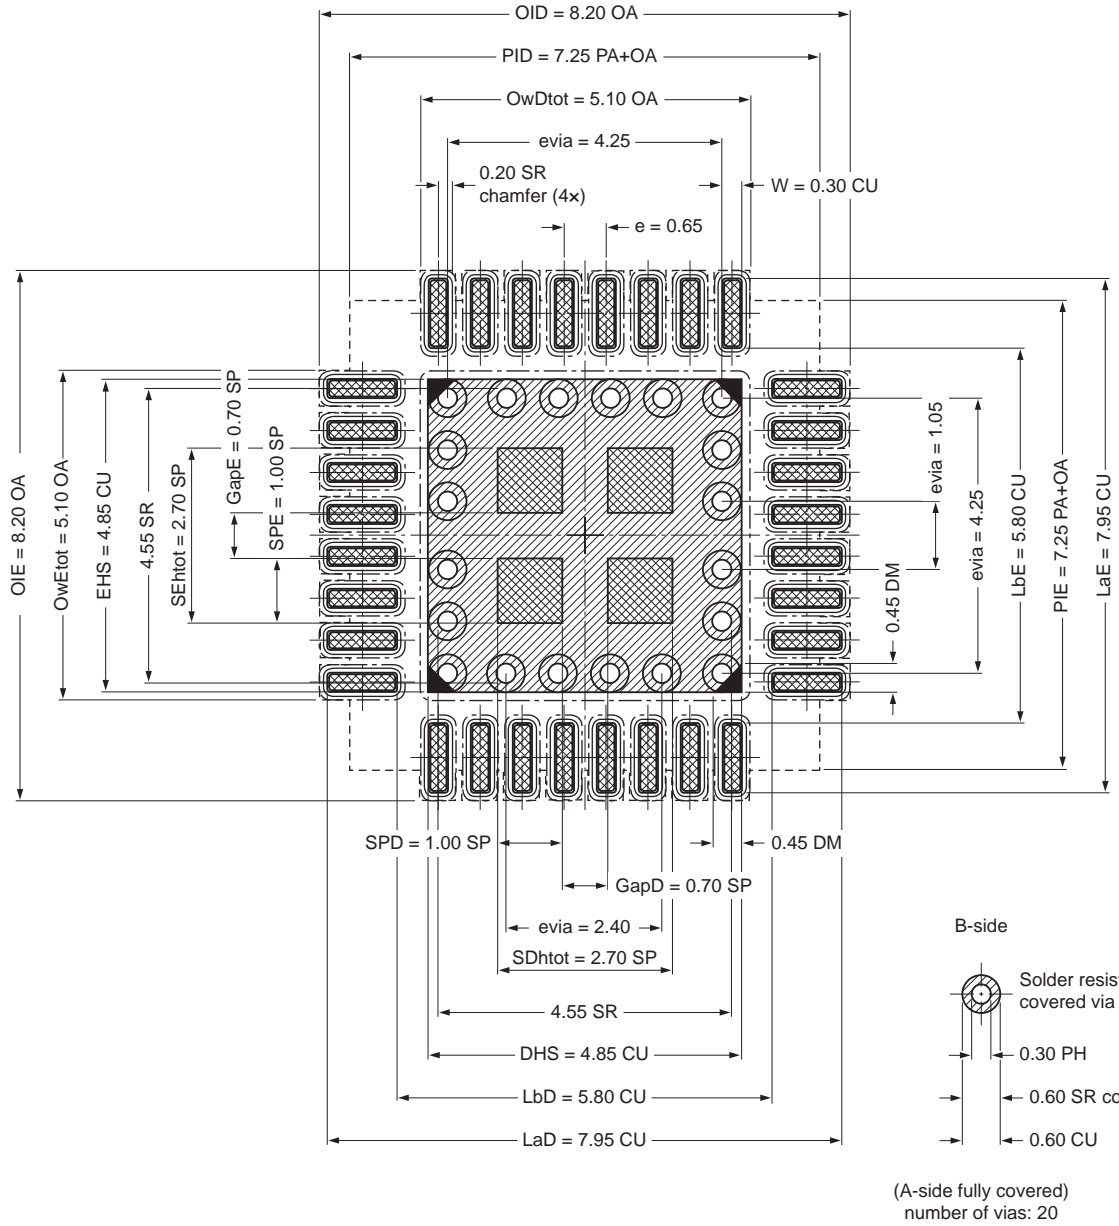 OID = 8.20 OA
PID = 7.25 PA+OA
OwDtot = 5.10 OA
evia = 4.25
0.20 SR
chamfer (4×)
W = 0.30 CU
e = 0.65
OIE = 8.20 OA
OwEtot = 5.10 OA
EHS = 4.85 CU
4.55 SR
SEhtot = 2.70 SP
GapE = 0.70 SP
SPE = 1.00 SP
evia = 1.05
0.45 DM
evia = 4.25
LbE = 5.80 CU
PIE = 7.25 PA+OA
LaE = 7.95 CU
SPD = 1.00 SP
0.45 DM
GapD = 0.70 SP
evia = 2.40
SDhtot = 2.70 SP
4.55 SR
DHS = 4.85 CU
LbD = 5.80 CU
LaD = 7.95 CU
B-side
Solder resis
covered via
0.30 PH
0.60 SR co
0.60 CU
(A-side fully covered)
number of vias: 20